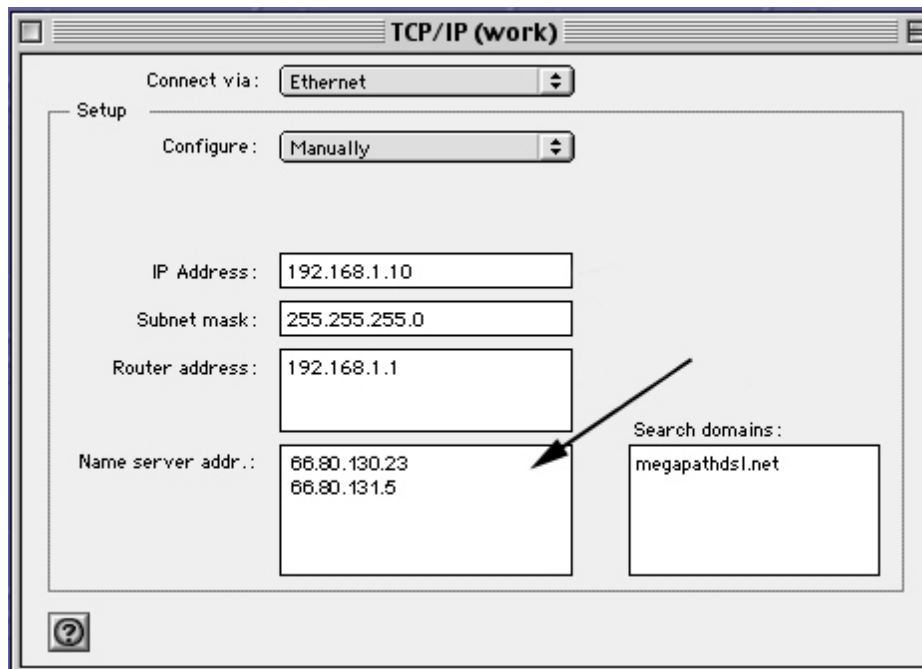 TCP/IP (work)
Connect via: Ethernet
Setup
Configure: Manually
IP Address: 192.168.1.10
Subnet mask: 255.255.255.0
Router address: 192.168.1.1
Name server addr.: 66.80.130.23
66.80.131.5
Search domains:
megapathdsl.net
?